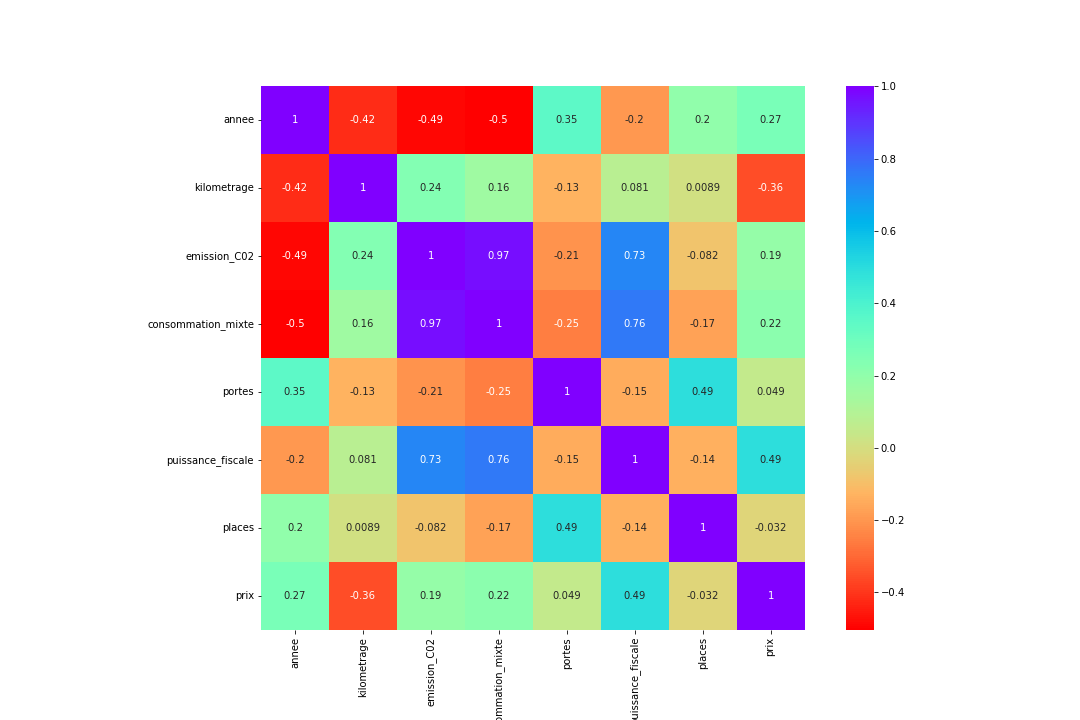 annee 1 -0.42 -0.49 -0.5 0.35 -0.2 0.2 0.27
kilometrage -0.42 1 0.24 0.16 -0.13 0.081 0.0089 -0.36
emission_C02 -0.49 0.24 1 0.97 -0.21 0.73 -0.082 0.19
consommation_mixte -0.5 0.16 0.97 1 -0.25 0.76 -0.17 0.22
portes 0.35 -0.13 -0.21 -0.25 1 -0.15 0.49 0.049
puissance_fiscale -0.2 0.081 0.73 0.76 -0.15 1 -0.14 0.49
places 0.2 0.0089 -0.082 -0.17 0.49 -0.14 1 -0.032
prix 0.27 -0.36 0.19 0.22 0.049 0.49 -0.032 1
annee
kilometrage
emission_C02
ommation_mixte
portes
uissance_fiscale
places
prix
1.0
0.8
0.6
0.4
0.2
0.0
−0.2
−0.4